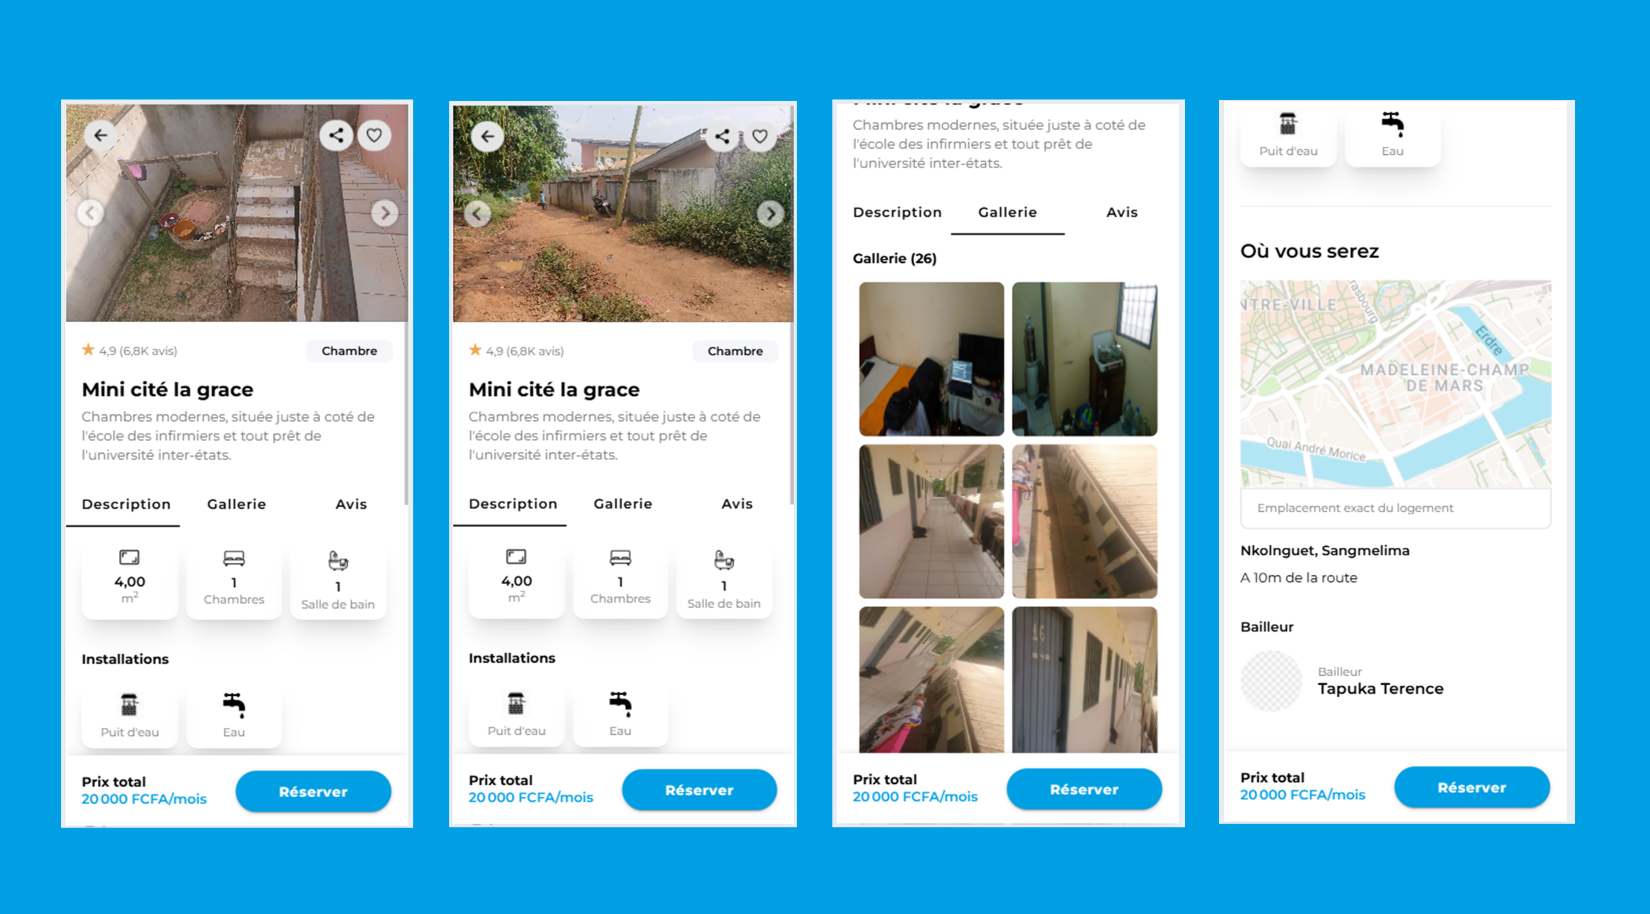 4,9 (6,8K avis)
Chambre
Mini cité la grace
Chambres modernes, située juste à coté de
l'école des infirmiers et tout prêt de
l'université inter-états.
Description
Gallerie
Avis
4,00
m²
1
Chambres
1
Salle de bain
Installations
Puit d'eau
Eau
Prix total
20 000 FCFA/mois
Réserver
4,9 (6,8K avis)
Chambre
Mini cité la grace
Chambres modernes, située juste à coté de
l'école des infirmiers et tout prêt de
l'université inter-états.
Description
Gallerie
Avis
4,00
m²
1
Chambres
1
Salle de bain
Installations
Puit d'eau
Eau
Prix total
20 000 FCFA/mois
Réserver
Mini cité la grace
Chambres modernes, située juste à coté de
l'école des infirmiers et tout prêt de
l'université inter-états.
Description
Gallerie
Avis
Gallerie (26)
16
Prix total
20 000 FCFA/mois
Réserver
Puit d'eau
Eau
Où vous serez
NTRE-VILLE
rasbourg
Erdre
MADELEINE-CHAMP
DE MARS
Quai André Morice
Emplacement exact du logement
Nkolnguet, Sangmelima
A 10m de la route
Bailleur
Bailleur
Tapuka Terence
Prix total
20 000 FCFA/mois
Réserver